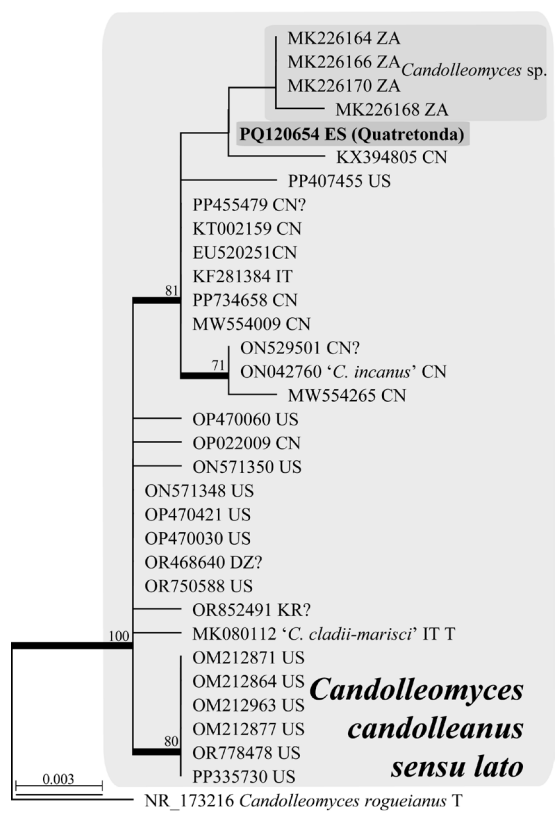 MK226164 ZA
MK226166 ZA
Candolleomyces sp.
MK226170 ZA
MK226168 ZA
PQ120654 ES (Quatretonda)
KX394805 CN
PP407455 US
PP455479 CN?
KT002159 CN
EU520251CN
KF281384 IT
81
PP734658 CN
MW554009 CN
ON529501 CN?
71
ON042760 ‘C. incanus’ CN
MW554265 CN
OP470060 US
OP022009 CN
ON571350 US
ON571348 US
OP470421 US
OP470030 US
OR468640 DZ?
OR750588 US
OR852491 KR?
100
MK080112 ‘C. cladii-marisci’ IT T
OM212871 US
OM212864 US
OM212963 US
OM212877 US
80
OR778478 US
PP335730 US
Candolleomyces
candolleanus
sensu lato
0.003
NR_173216 Candolleomyces rogueianus T